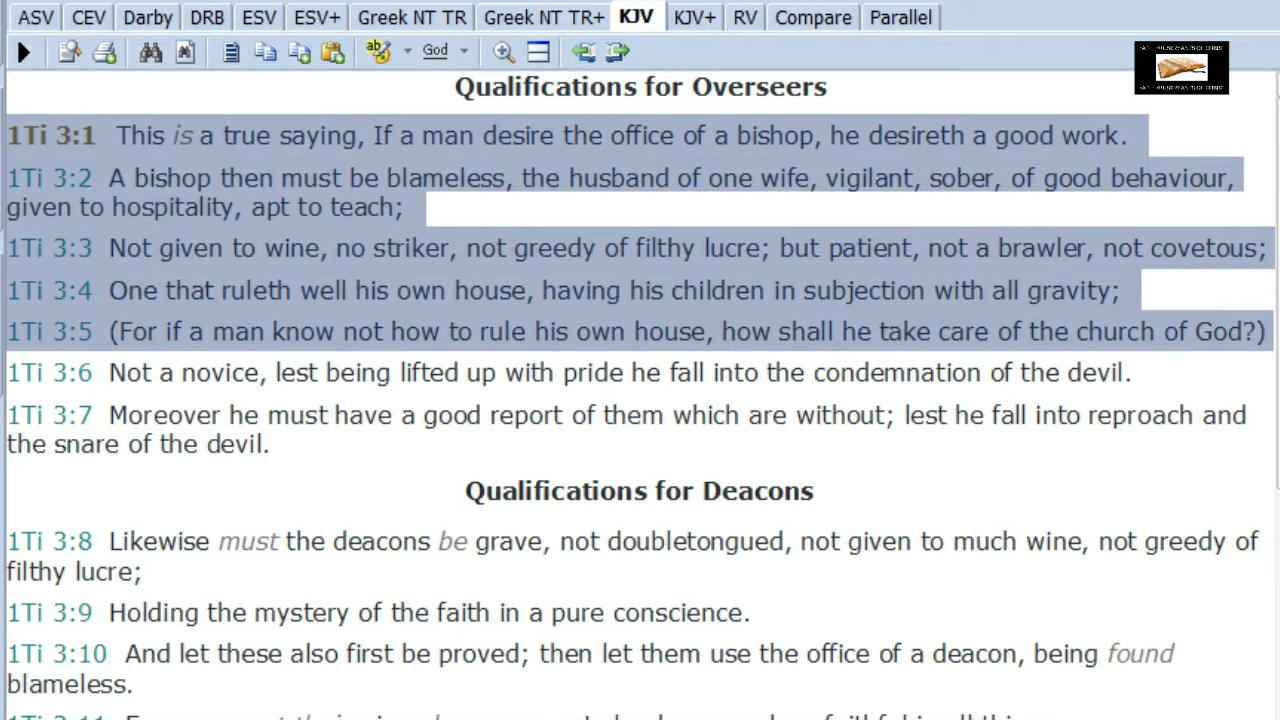 ASV CEV Darby DRB ESV ESV+ Greek NT TR Greek NT TR+ KJV KJV+ RV Compare Parallel
God
Qualifications for Overseers
1Ti 3:1 This is a true saying, If a man desire the office of a bishop, he desireth a good work.
1Ti 3:2 A bishop then must be blameless, the husband of one wife, vigilant, sober, of good behaviour,
given to hospitality, apt to teach;
1Ti 3:3 Not given to wine, no striker, not greedy of filthy lucre; but patient, not a brawler, not covetous;
1Ti 3:4 One that ruleth well his own house, having his children in subjection with all gravity;
1Ti 3:5 (For if a man know not how to rule his own house, how shall he take care of the church of God?)
1Ti 3:6 Not a novice, lest being lifted up with pride he fall into the condemnation of the devil.
1Ti 3:7 Moreover he must have a good report of them which are without; lest he fall into reproach and
the snare of the devil.
Qualifications for Deacons
1Ti 3:8 Likewise must the deacons be grave, not doubletongued, not given to much wine, not greedy of
filthy lucre;
1Ti 3:9 Holding the mystery of the faith in a pure conscience.
1Ti 3:10 And let these also first be proved; then let them use the office of a deacon, being found
blameless.